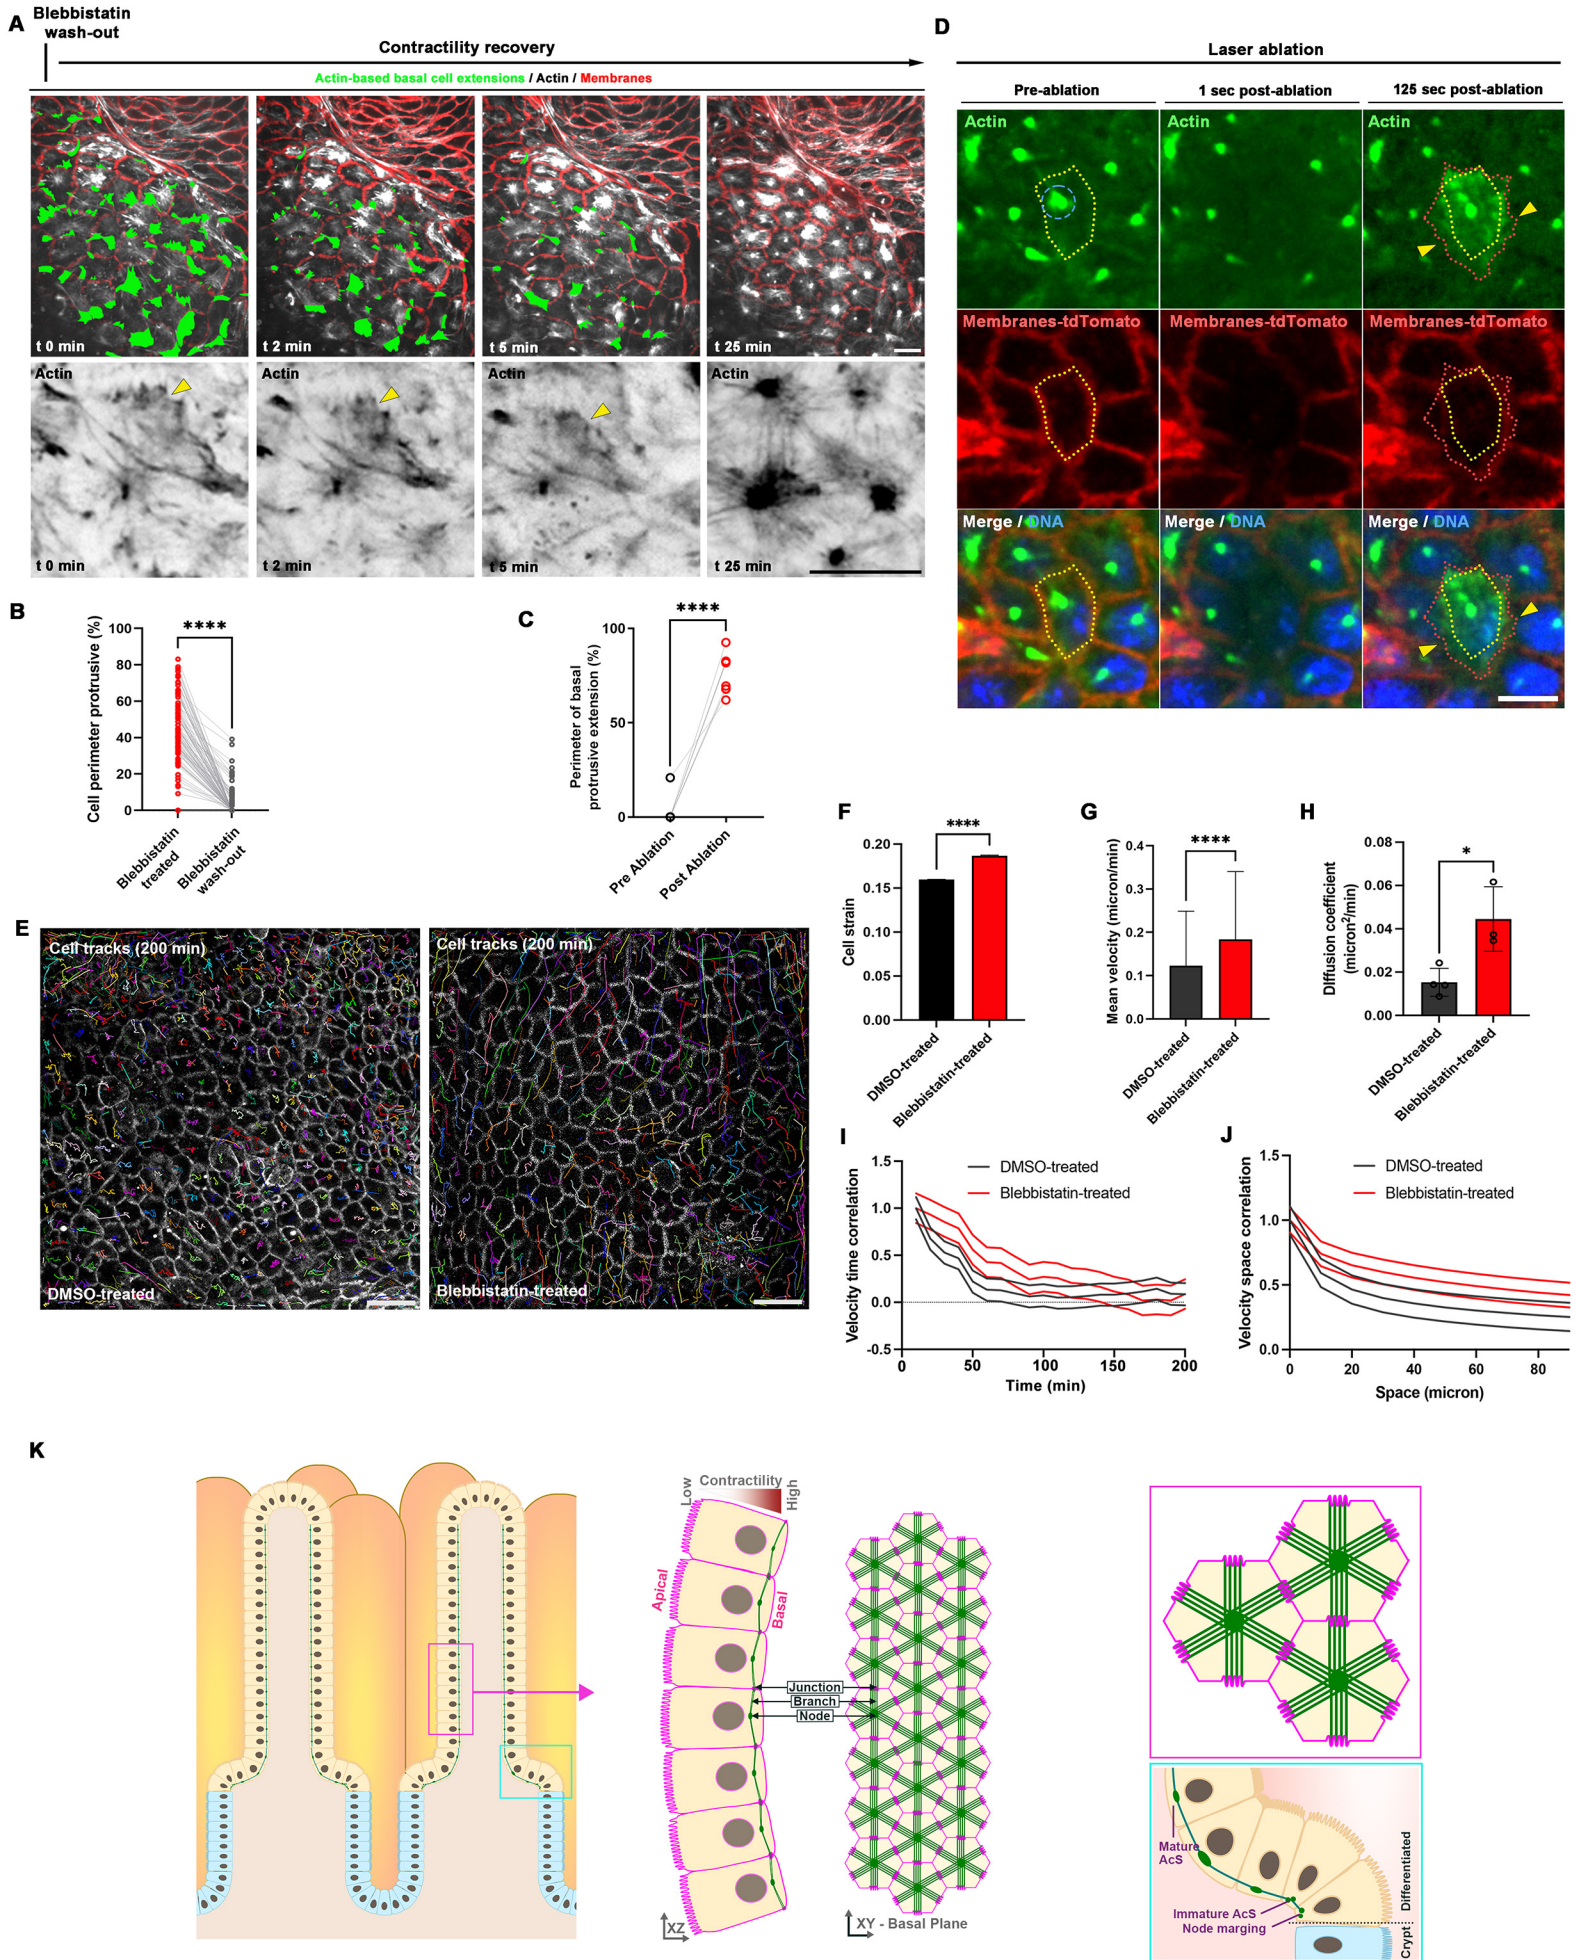 A
Blebbistatin
wash-out
Contractility recovery
Actin-based basal cell extensions / Actin / Membranes
t 0 min
t 2 min
t 5 min
t 25 min
Actin
Actin
Actin
Actin
t 0 min
t 2 min
t 5 min
t 25 min
D
Laser ablation
Pre-ablation
1 sec post-ablation
125 sec post-ablation
Actin
Actin
Actin
Membranes-tdTomato
Membranes-tdTomato
Membranes-tdTomato
Merge / DNA
Merge / DNA
Merge / DNA
B
Cell perimeter protrusive (%)
100
80
60
40
20
0
****
Blebbistatin
treated
Blebbistatin
wash-out
C
Perimeter of basal
protrusive extension (%)
100
50
0
****
Pre Ablation
Post Ablation
E
Cell tracks (200 min)
DMSO-treated
Cell tracks (200 min)
Blebbistatin-treated
F
Cell strain
0.20
0.15
0.10
0.05
0.00
****
DMSO-treated
Blebbistatin-treated
G
Mean velocity (micron/min)
0.4
0.3
0.2
0.1
0.0
****
DMSO-treated
Blebbistatin-treated
H
Diffusion coefficient
(micron2/min)
0.08
0.06
0.04
0.02
0.00
*
DMSO-treated
Blebbistatin-treated
I
Velocity time correlation
1.5
1.0
0.5
0.0
-0.5
DMSO-treated
Blebbistatin-treated
0 50 100 150 200
Time (min)
J
Velocity space correlation
1.5
1.0
0.5
0.0
DMSO-treated
Blebbistatin-treated
0 20 40 60 80
Space (micron)
K
Low
Contractility
High
Apical
Basal
Junction
Branch
Node
XZ
XY - Basal Plane
Mature
AcS
Immature AcS
Node marging
Differentiated
Crypt